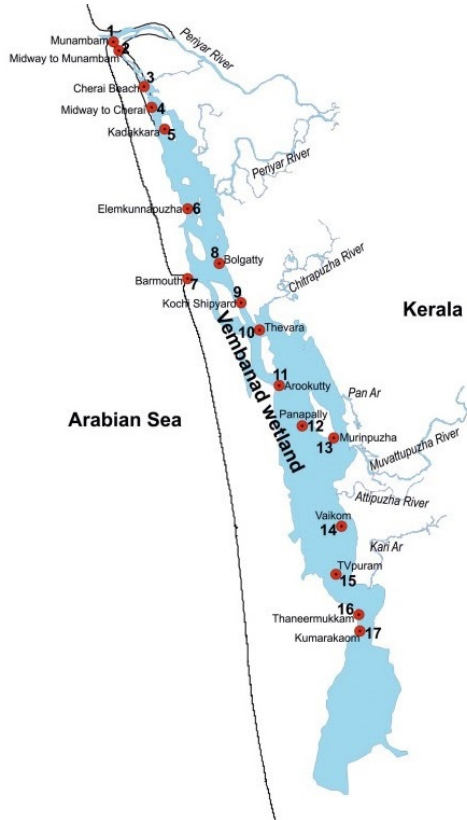 1
Munambam
2
Midway to Munambam
Periyar River
3
Cherai Beach
4
Midway to Cherai
Kadakkara
5
Periyar River
Elemkunnapuzha
6
8
Bolgatty
Barmouth
7
Chitrapuzha River
9
Kochi Shipyard
Kerala
10
Thevara
Vembanad wetland
11
Arookutty
Pan Ar
Arabian Sea
Panapally
12
Murinpuzha
13
Muvattupuzha River
Attipuzha River
Vaikom
14
Kari Ar
TVpuram
15
16
Thaneermukkam
17
Kumarakaom